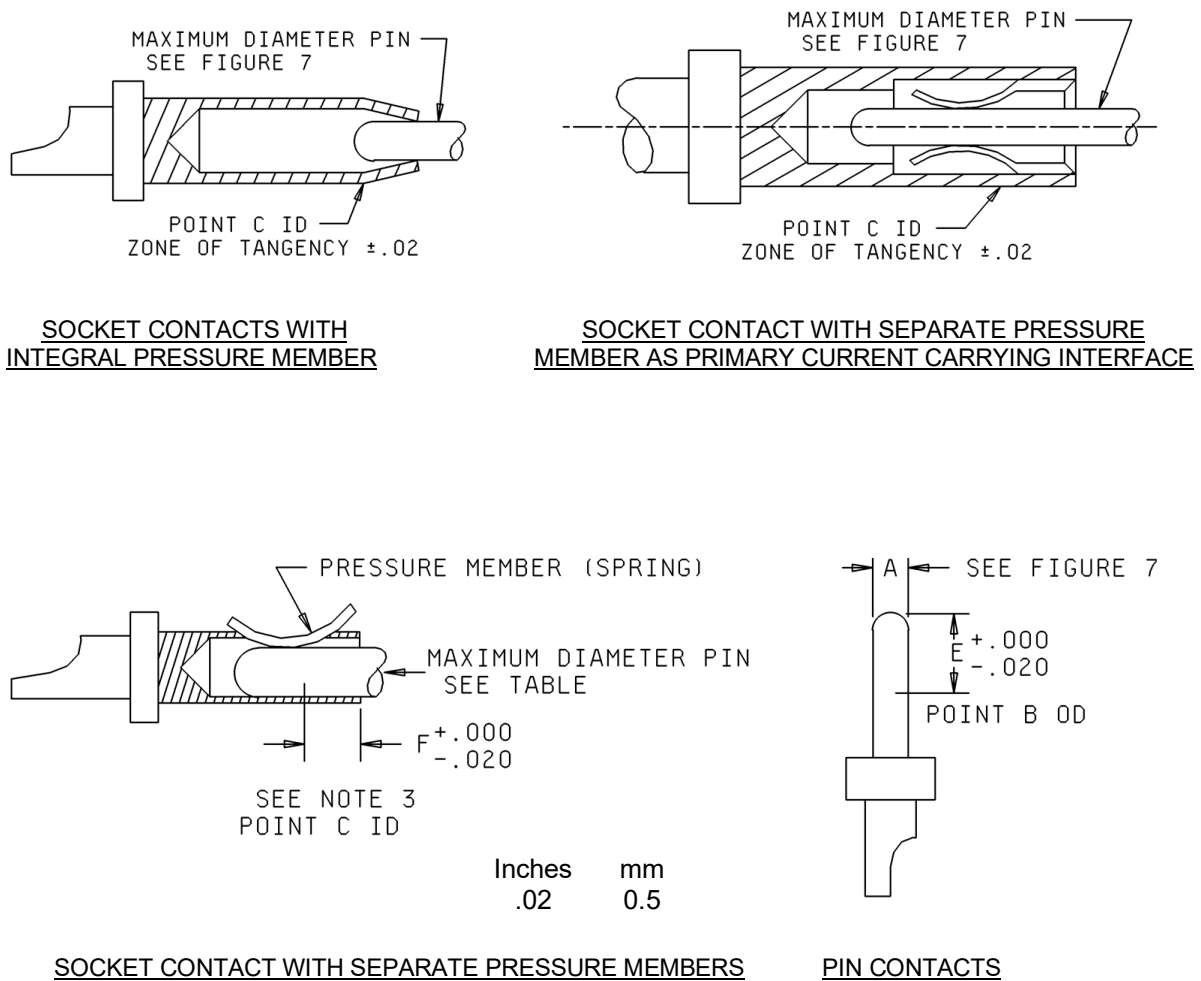 MAXIMUM DIAMETER PIN
SEE FIGURE 7
POINT C ID
ZONE OF TANGENCY ±.02
SOCKET CONTACTS WITH
INTEGRAL PRESSURE MEMBER
MAXIMUM DIAMETER PIN
SEE FIGURE 7
POINT C ID
ZONE OF TANGENCY ±.02
SOCKET CONTACT WITH SEPARATE PRESSURE
MEMBER AS PRIMARY CURRENT CARRYING INTERFACE
PRESSURE MEMBER (SPRING)
MAXIMUM DIAMETER PIN
SEE TABLE
F +.000
-.020
SEE NOTE 3
POINT C ID
A SEE FIGURE 7
E +.000
-.020
POINT B OD
Inches mm
.02 0.5
SOCKET CONTACT WITH SEPARATE PRESSURE MEMBERS
PIN CONTACTS